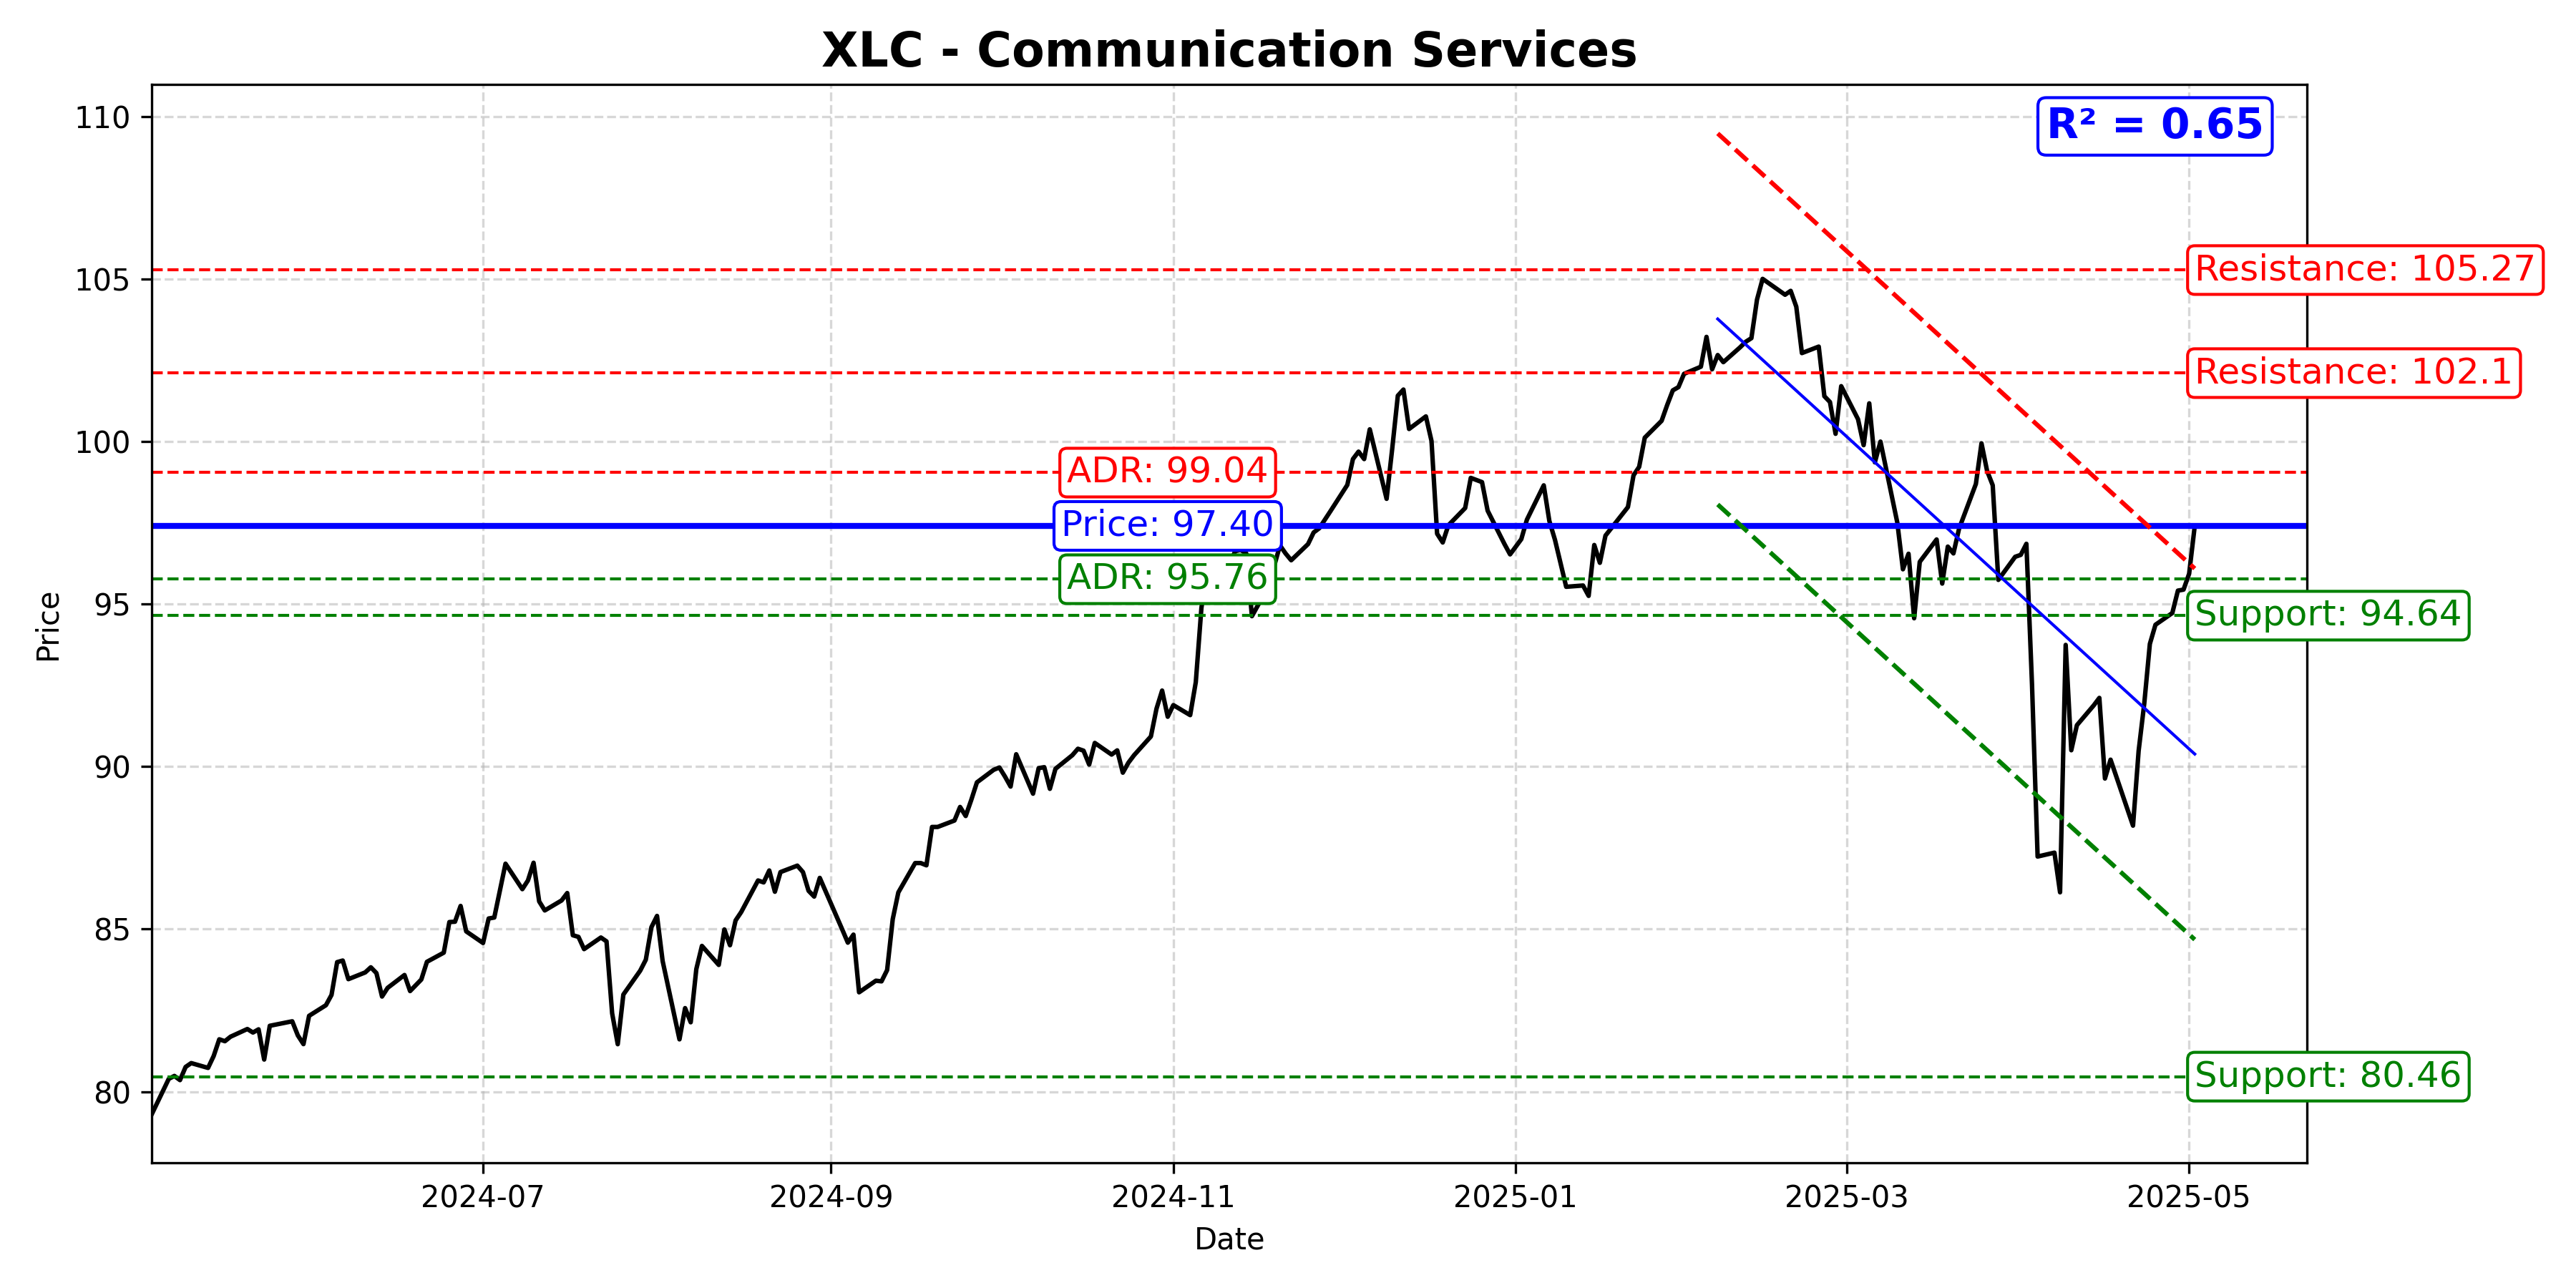 XLC - Communication Services
R² = 0.65
110
105
100
95
90
85
80
Price
Resistance: 105.27
Resistance: 102.1
ADR: 99.04
Price: 97.40
ADR: 95.76
Support: 94.64
Support: 80.46
2024-07
2024-09
2024-11
2025-01
2025-03
2025-05
Date